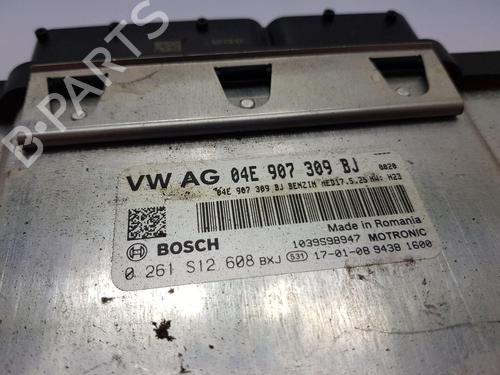 B-PARTS
VW AG 04E 907 309 BJ 8820
04E 907 309 BJ BENZIN MED17.5.25 HW: H23
Made in Romania
BOSCH 1039S98947 MOTRONIC
0 261 S12 608 BXJ 531 17-01-08 9438 1600